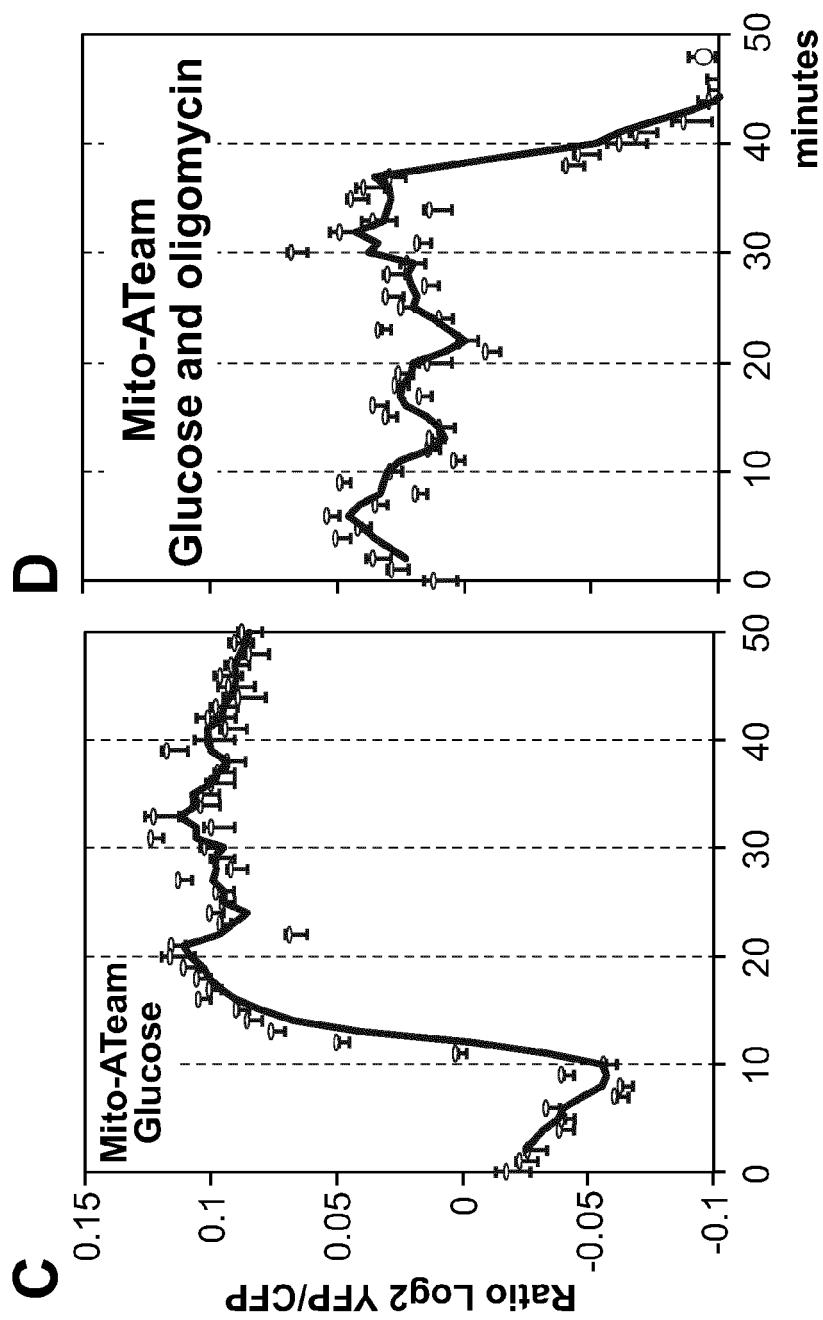 C
Mito-ATeam
Glucose
Ratio Log2 YFP/CFP
0.15
0.1
0.05
0
-0.05
-0.1
0 10 20 30 40 50
D
Mito-ATeam
Glucose and oligomycin
0 10 20 30 40 50
minutes